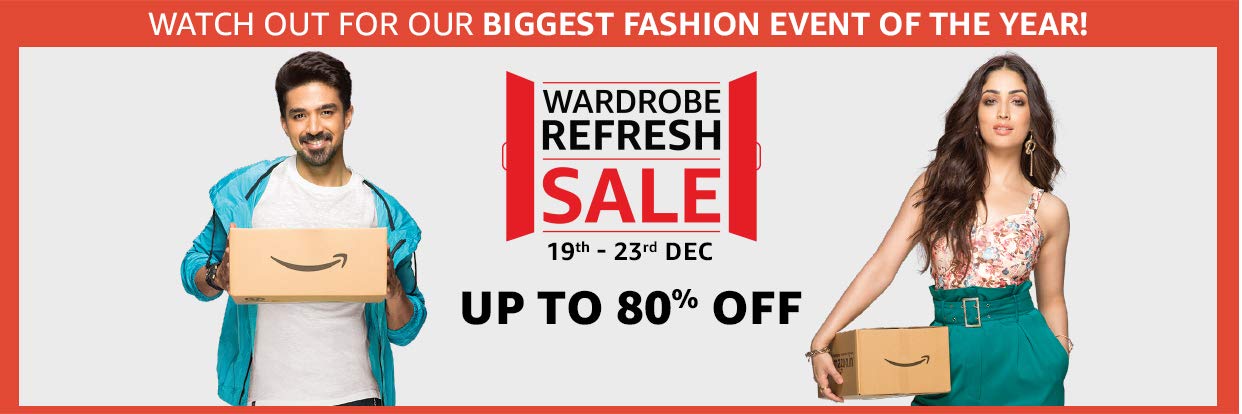 WATCH OUT FOR OUR BIGGEST FASHION EVENT OF THE YEAR!
WARDROBE
REFRESH
SALE
19th - 23rd DEC
UP TO 80% OFF